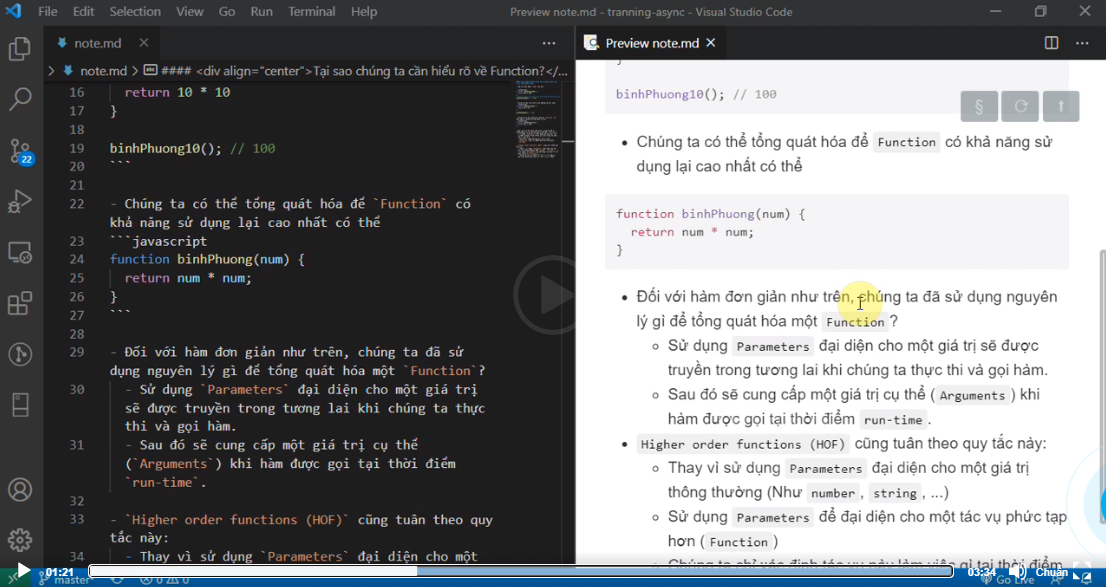 File Edit Selection View Go Run Terminal Help
Preview note.md - tranning-async - Visual Studio Code
note.md
Preview note.md
note.md > #### <div align="center">Tại sao chúng ta cần hiểu rõ về Function?</...
16 return 10 * 10
17 }
18
19 binhPhuong10(); // 100
20 ```
21
22 - Chúng ta có thể tổng quát hóa để `Function` có
khả năng sử dụng lại cao nhất có thể
23 ```javascript
24 function binhPhuong(num) {
25 return num * num;
26 }
27 ```
28
29 - Đối với hàm đơn giản như trên, chúng ta đã sử
dụng nguyên lý gì để tổng quát hóa một `Function`?
30 - Sử dụng `Parameters` đại diện cho một giá trị
sẽ được truyền trong tương lai khi chúng ta thực
thi và gọi hàm.
31 - Sau đó sẽ cung cấp một giá trị cụ thể
(`Arguments`) khi hàm được gọi tại thời điểm
`run-time`.
32
33 - `Higher order functions (HOF)` cũng tuân theo quy
tắc này:
34 - Thay vì sử dụng `Parameters` đại diện cho một
}
binhPhuong10(); // 100
§
• Chúng ta có thể tổng quát hóa để Function có khả năng sử
dụng lại cao nhất có thể
function binhPhuong(num) {
return num * num;
}
• Đối với hàm đơn giản như trên, chúng ta đã sử dụng nguyên
lý gì để tổng quát hóa một Function ?
◦ Sử dụng Parameters đại diện cho một giá trị sẽ được
truyền trong tương lai khi chúng ta thực thi và gọi hàm.
◦ Sau đó sẽ cung cấp một giá trị cụ thể ( Arguments ) khi
hàm được gọi tại thời điểm run-time .
• Higher order functions (HOF) cũng tuân theo quy tắc này:
◦ Thay vì sử dụng Parameters đại diện cho một giá trị
thông thường (Như number , string , ...)
◦ Sử dụng Parameters để đại diện cho một tác vụ phức tạp
hơn ( Function )
◦ Chúng ta chỉ xác định tác vụ này làm việc gì tại thời điểm
22
01:21
03:34
Chuẩn
master*
0 0
Go Live